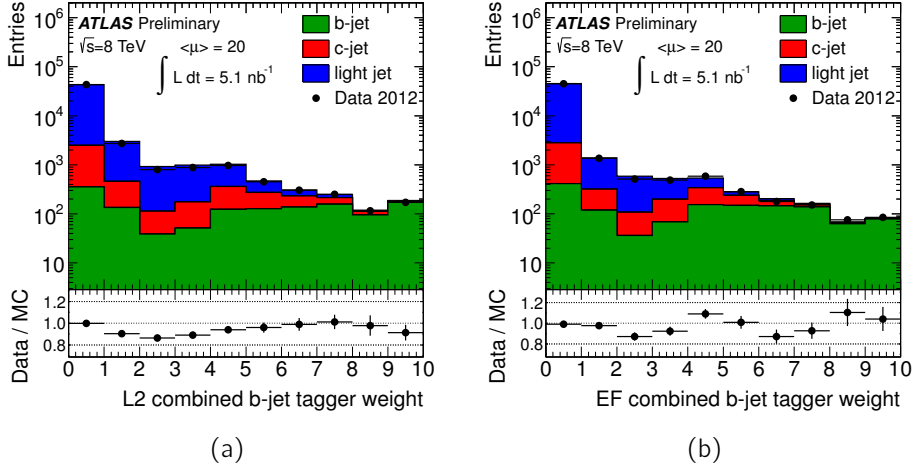 Entries
10⁶
10⁵
10⁴
10³
10²
10
ATLAS Preliminary
√s=8 TeV
<μ> = 20
∫ L dt = 5.1 nb⁻¹
b-jet
c-jet
light jet
Data 2012
Data / MC
1.2
1.0
0.8
0 1 2 3 4 5 6 7 8 9 10
L2 combined b-jet tagger weight
(a)
Entries
10⁶
10⁵
10⁴
10³
10²
10
ATLAS Preliminary
√s=8 TeV
<μ> = 20
∫ L dt = 5.1 nb⁻¹
b-jet
c-jet
light jet
Data 2012
Data / MC
1.2
1.0
0.8
0 1 2 3 4 5 6 7 8 9 10
EF combined b-jet tagger weight
(b)